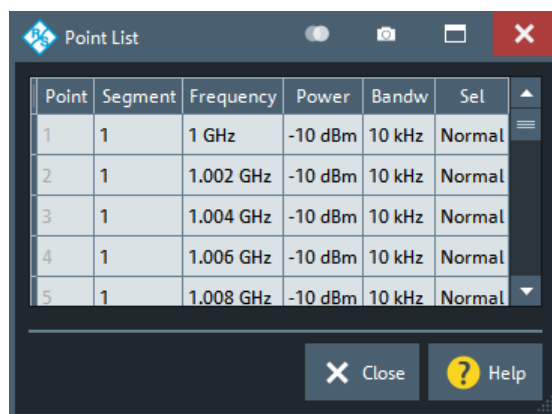 R&S Point List
Point Segment Frequency Power Bandw Sel
1 1 1 GHz -10 dBm 10 kHz Normal
2 1 1.002 GHz -10 dBm 10 kHz Normal
3 1 1.004 GHz -10 dBm 10 kHz Normal
4 1 1.006 GHz -10 dBm 10 kHz Normal
5 1 1.008 GHz -10 dBm 10 kHz Normal
Close ? Help